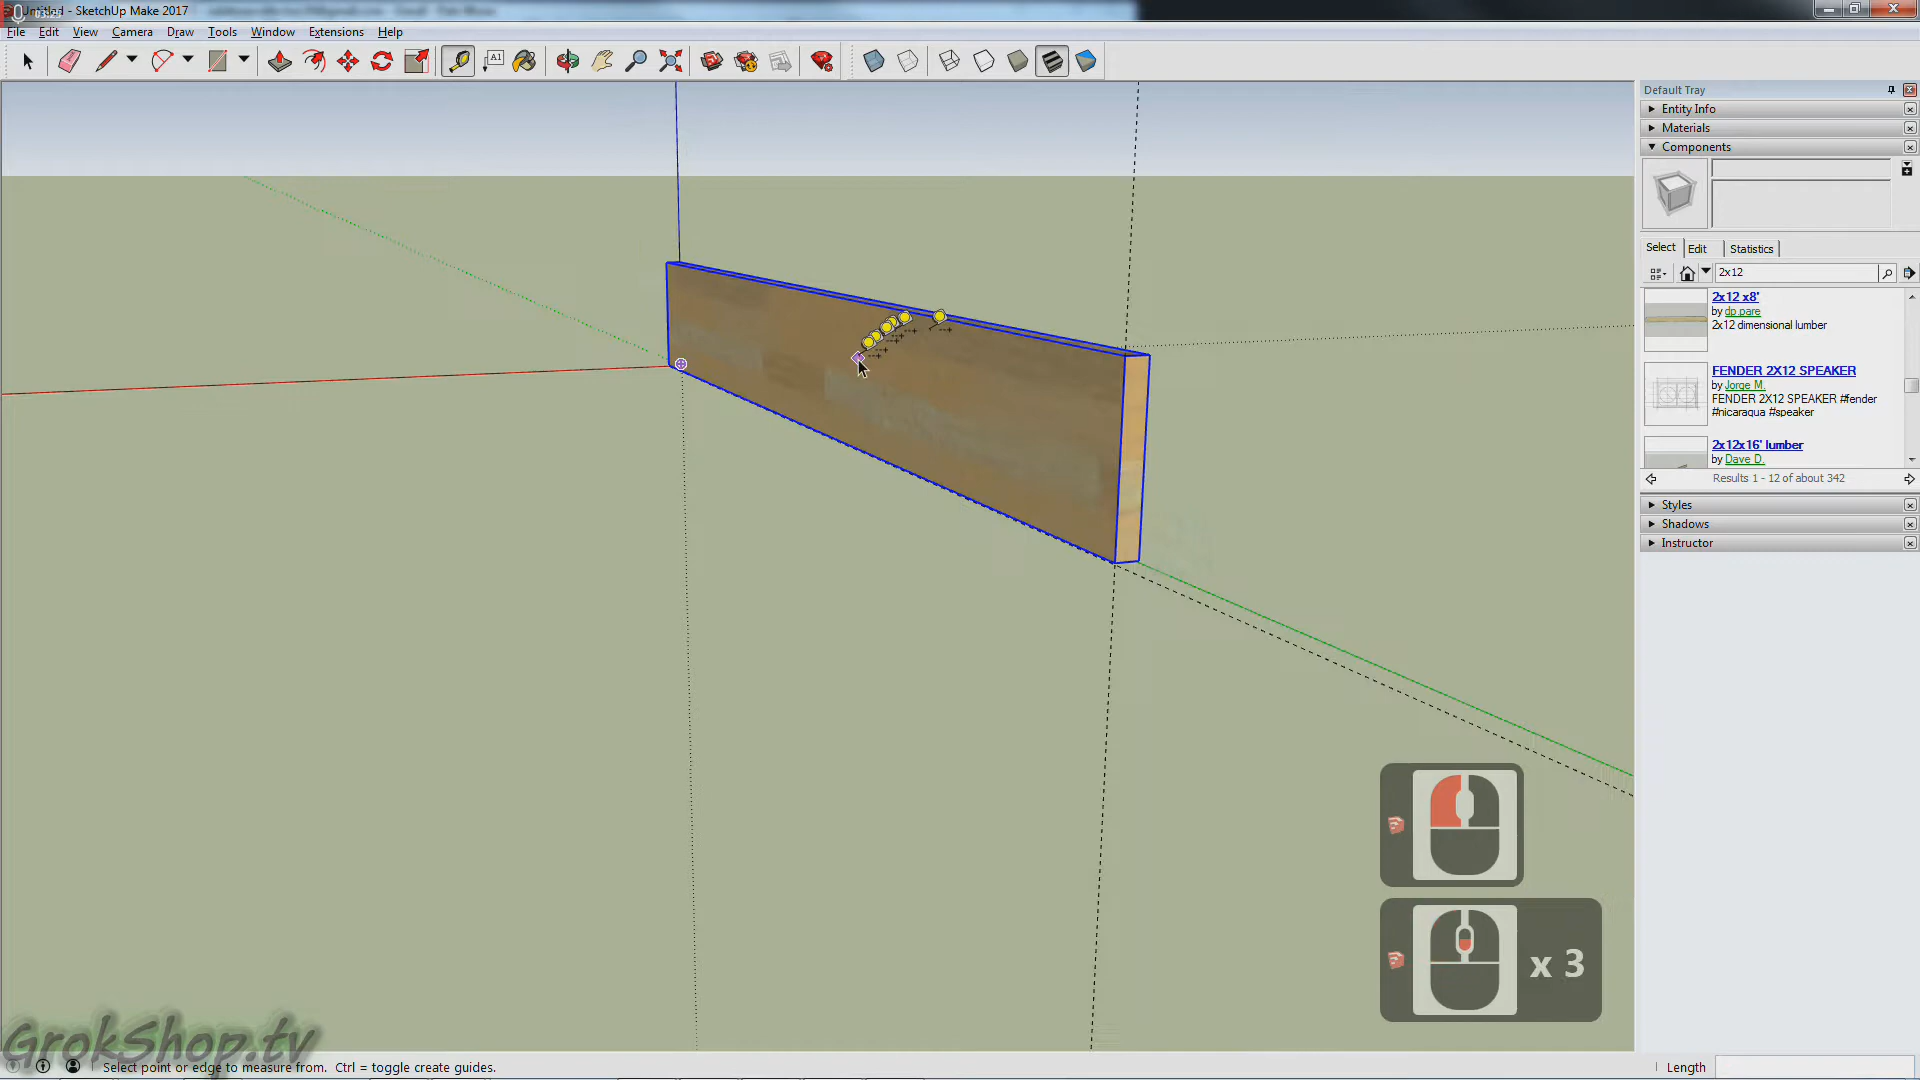 Untitled - SketchUp Make 2017
File Edit View Camera Draw Tools Window Extensions Help
A1
Default Tray
Entity Info
Materials
Components
Select Edit Statistics
2x12
2x12 x8'
by dp.pare
2x12 dimensional lumber
FENDER 2X12 SPEAKER
by Jorge M.
FENDER 2X12 SPEAKER #fender
#nicaragua #speaker
2x12x16' lumber
by Dave D.
Results 1 - 12 of about 342
Styles
Shadows
Instructor
x 3
GrokShop.tv
Select point or edge to measure from. Ctrl = toggle create guides.
Length